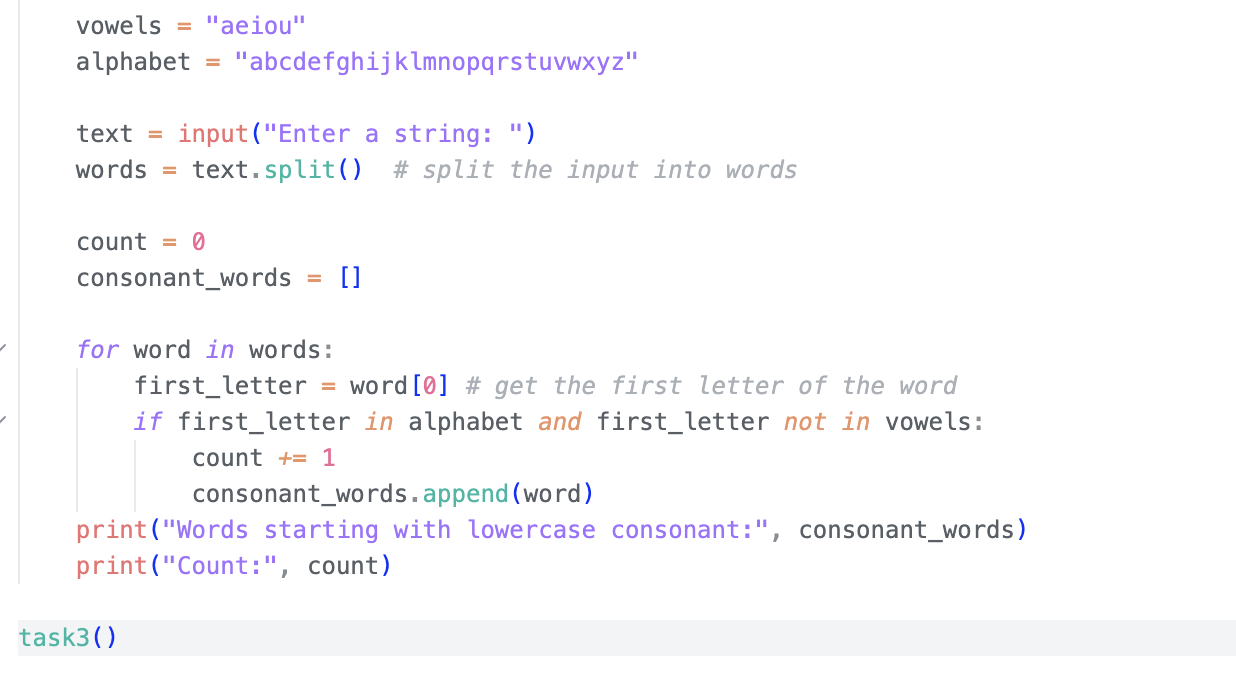 vowels = "aeiou"
alphabet = "abcdefghijklmnopqrstuvwxyz"
text = input("Enter a string: ")
words = text.split()  # split the input into words
count = 0
consonant_words = []
for word in words:
first_letter = word[0] # get the first letter of the word
if first_letter in alphabet and first_letter not in vowels:
count += 1
consonant_words.append(word)
print("Words starting with lowercase consonant:", consonant_words)
print("Count:", count)
task3()